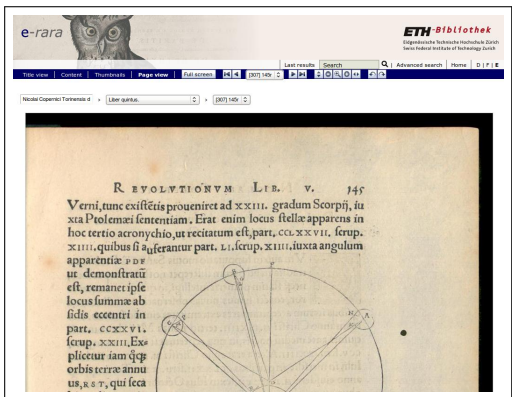 e-rara
ETH-Bibliothek
Eidgenössische Technische Hochschule Zürich
Swiss Federal Institute of Technology Zurich
Last results Search Advanced search Home D | F | E
Title view Content Thumbnails Page view Full screen [307] 145r
Nicolai Copernici Torinensis d › Liber quintus. › [307] 145r
REVOLVTIONVM LIB. V. 145
Verni, tunc existētis proueniret ad XXIII. gradum Scorpij, iu
xta Ptolemæi sententiam. Erat enim locus stellæ apparens in
hoc tertio acronychio, ut recitatum est, part. CCLXXVII. scrup.
XIIII. quibus si auferantur part. LI. scrup. XIIII. iuxta angulum
apparentiæ PDF
ut demonstratū
est, remanet ipse
locus summæ ab
sidis eccentri in
part. CCXXVI.
scrup. XXIII. Ex⸗
plicetur iam q̃q̃
orbis terræ annu
us, RST, qui seca
F
A